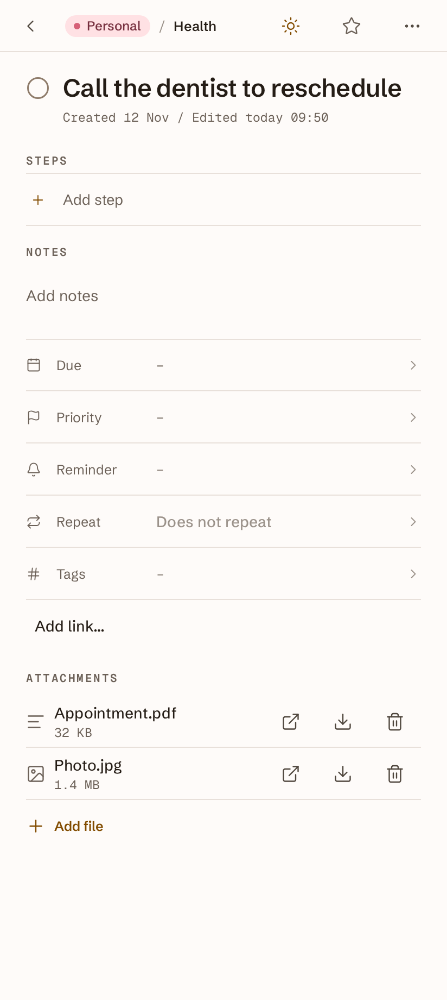 Personal / Health
Call the dentist to reschedule
Created 12 Nov / Edited today 09:50
STEPS
+ Add step
NOTES
Add notes
Due –
Priority –
Reminder –
Repeat Does not repeat
Tags –
Add link…
ATTACHMENTS
Appointment.pdf
32 KB
Photo.jpg
1.4 MB
+ Add file